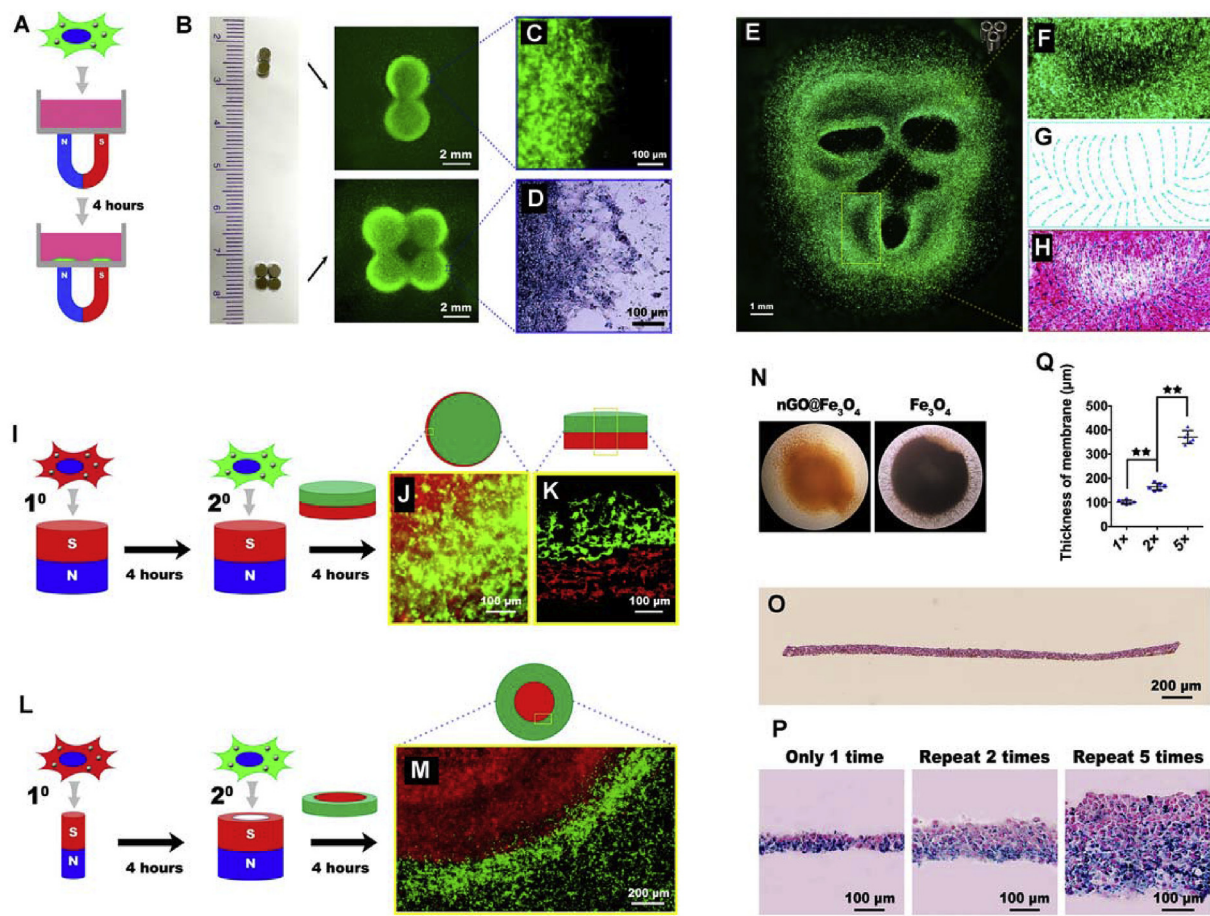 A
N S
4 hours
N S
B
2
3
4
5
6
7
8
2 mm
2 mm
C
100 μm
D
100 μm
E
1 mm
F
G
H
I
1⁰
S
N
4 hours
2⁰
S
N
4 hours
J
100 μm
K
100 μm
L
1⁰
S
N
4 hours
2⁰
S
N
4 hours
M
200 μm
N
nGO@Fe₃O₄ Fe₃O₄
Q
Thickness of membrane (μm)
500
400
300
200
100
0
★★
★★
1+ 2+ 5+
O
200 μm
P
Only 1 time Repeat 2 times Repeat 5 times
100 μm 100 μm 100 μm